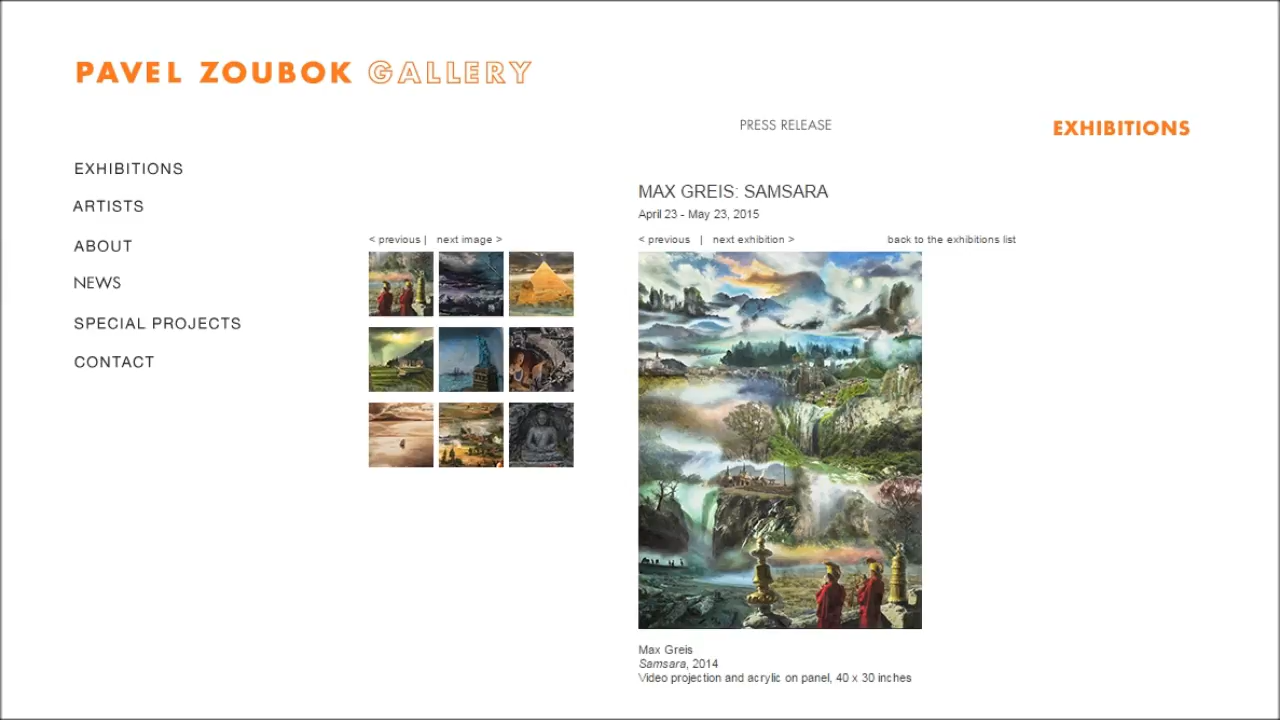 PAVEL ZOUBOK GALLERY
PRESS RELEASE
EXHIBITIONS
EXHIBITIONS
ARTISTS
ABOUT
NEWS
SPECIAL PROJECTS
CONTACT
MAX GREIS: SAMSARA
April 23 - May 23, 2015
< previous | next image >
< previous | next exhibition >
back to the exhibitions list
Max Greis
Samsara, 2014
Video projection and acrylic on panel, 40 x 30 inches